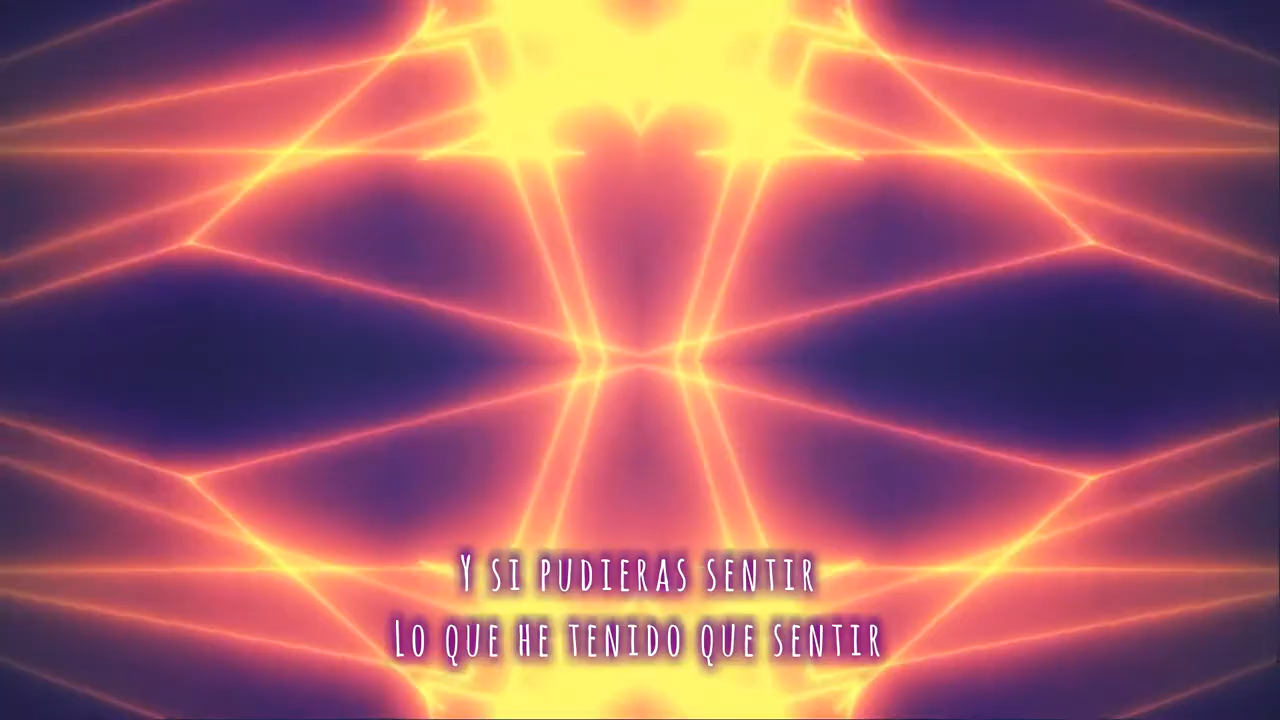 Y si pudieras sentir
Lo que he tenido que sentir